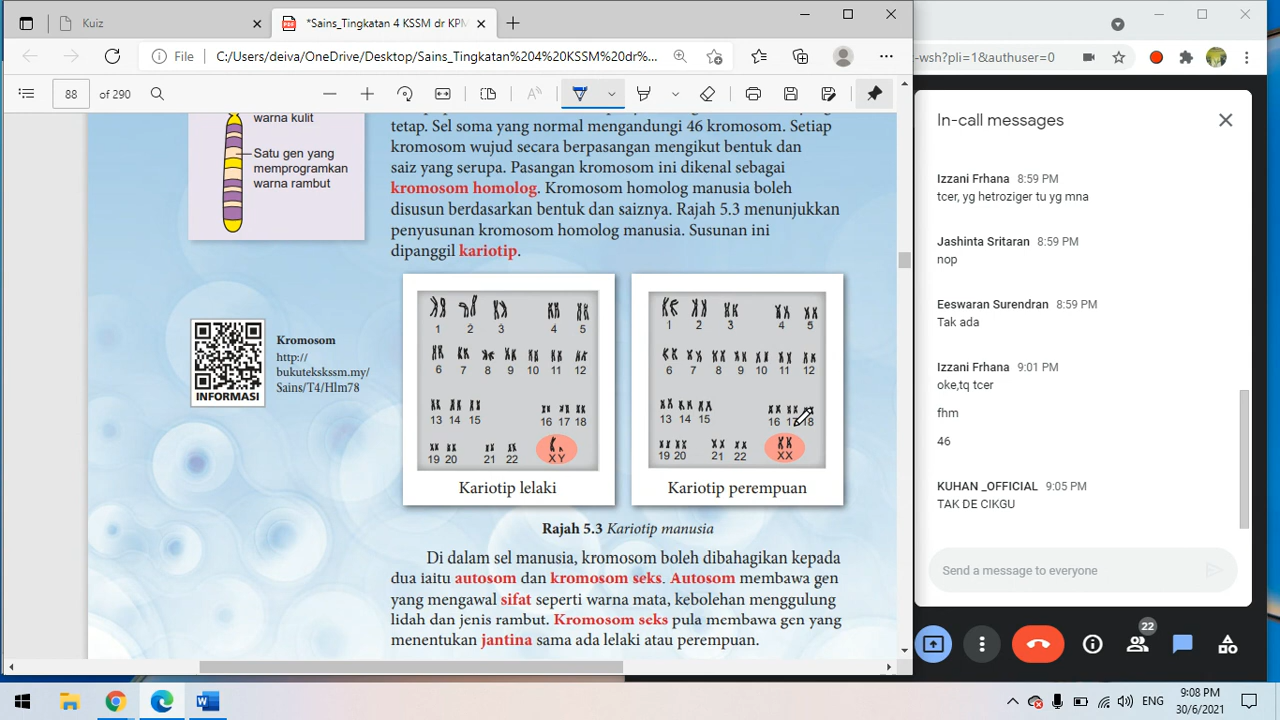 Kuiz
*Sains_Tingkatan 4 KSSM dr KPM
File
C:/Users/deiva/OneDrive/Desktop/Sains_Tingkatan%204%20KSSM%20dr%...
-wsh?pli=1&authuser=0
88
of 290
warna kulit
Satu gen yang
memprogramkan
warna rambut
tetap. Sel soma yang normal mengandungi 46 kromosom. Setiap
kromosom wujud secara berpasangan mengikut bentuk dan
saiz yang serupa. Pasangan kromosom ini dikenal sebagai
kromosom homolog. Kromosom homolog manusia boleh
disusun berdasarkan bentuk dan saiznya. Rajah 5.3 menunjukkan
penyusunan kromosom homolog manusia. Susunan ini
dipanggil kariotip.
INFORMASI
Kromosom
http://
buku­tekskssm.my/
Sains/T4/Hlm78
1 2 3 4 5
6 7 8 9 10 11 12
13 14 15 16 17 18
19 20 21 22 XY
Kariotip lelaki
1 2 3 4 5
6 7 8 9 10 11 12
13 14 15 16 17 18
19 20 21 22 XX
Kariotip perempuan
Rajah 5.3 Kariotip manusia
Di dalam sel manusia, kromosom boleh dibahagikan kepada
dua iaitu autosom dan kromosom seks. Autosom membawa gen
yang mengawal sifat seperti warna mata, kebolehan menggulung
lidah dan jenis rambut. Kromosom seks pula membawa gen yang
menentukan jantina sama ada lelaki atau perempuan.
In-call messages
Izzani Frhana 8:59 PM
tcer, yg hetroziger tu yg mna
Jashinta Sritaran 8:59 PM
nop
Eeswaran Surendran 8:59 PM
Tak ada
Izzani Frhana 9:01 PM
oke,tq tcer
fhm
46
KUHAN _OFFICIAL 9:05 PM
TAK DE CIKGU
Send a message to everyone
22
ENG
9:08 PM
30/6/2021